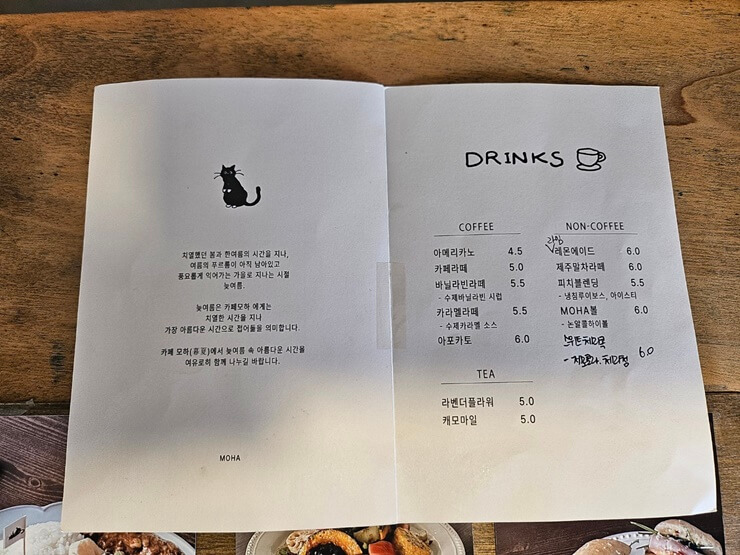 치열했던 봄과 한여름의 시간을 지나,
여름의 푸르름이 아직 남아있고
풍요롭게 익어가는 가을로 지나는 시절
늦여름.
늦여름은 카페모하 에게는
치열한 시간을 지나
가장 아름다운 시간으로 접어듦을 의미합니다.
카페 모하(暮夏)에서 늦여름 속 아름다운 시간을
여유로히 함께 나누길 바랍니다.
MOHA
DRINKS
COFFEE
아메리카노 4.5
카페라떼 5.0
바닐라빈라떼 5.5
- 수제바닐라빈 시럽
카라멜라떼 5.5
- 수제카라멜 소스
아포카토 6.0
TEA
라벤더플라워 5.0
캐모마일 5.0
NON-COFFEE
라임
레몬에이드 6.0
제주말차라떼 6.0
피치블렌딩 5.5
- 냉침루이보스, 아이스티
MOHA볼 6.0
- 논알콜하이볼
6.0